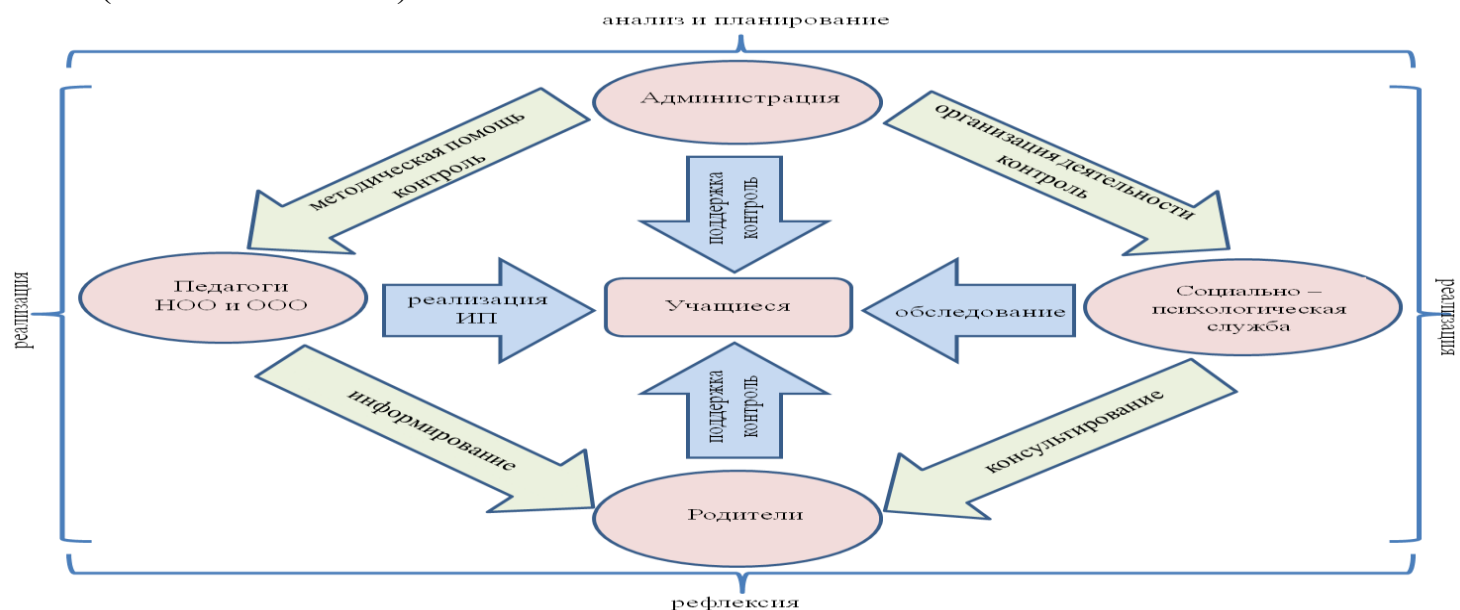 анализ и планирование
Администрация
методическая помощь
контроль
организация деятельности
контроль
поддержка
контроль
реализация
Педагоги
НОО и ООО
реализация
ИП
Учащиеся
обследование
Социально –
психологическая
служба
реализация
поддержка
контроль
информирование
консультирование
Родители
рефлексия